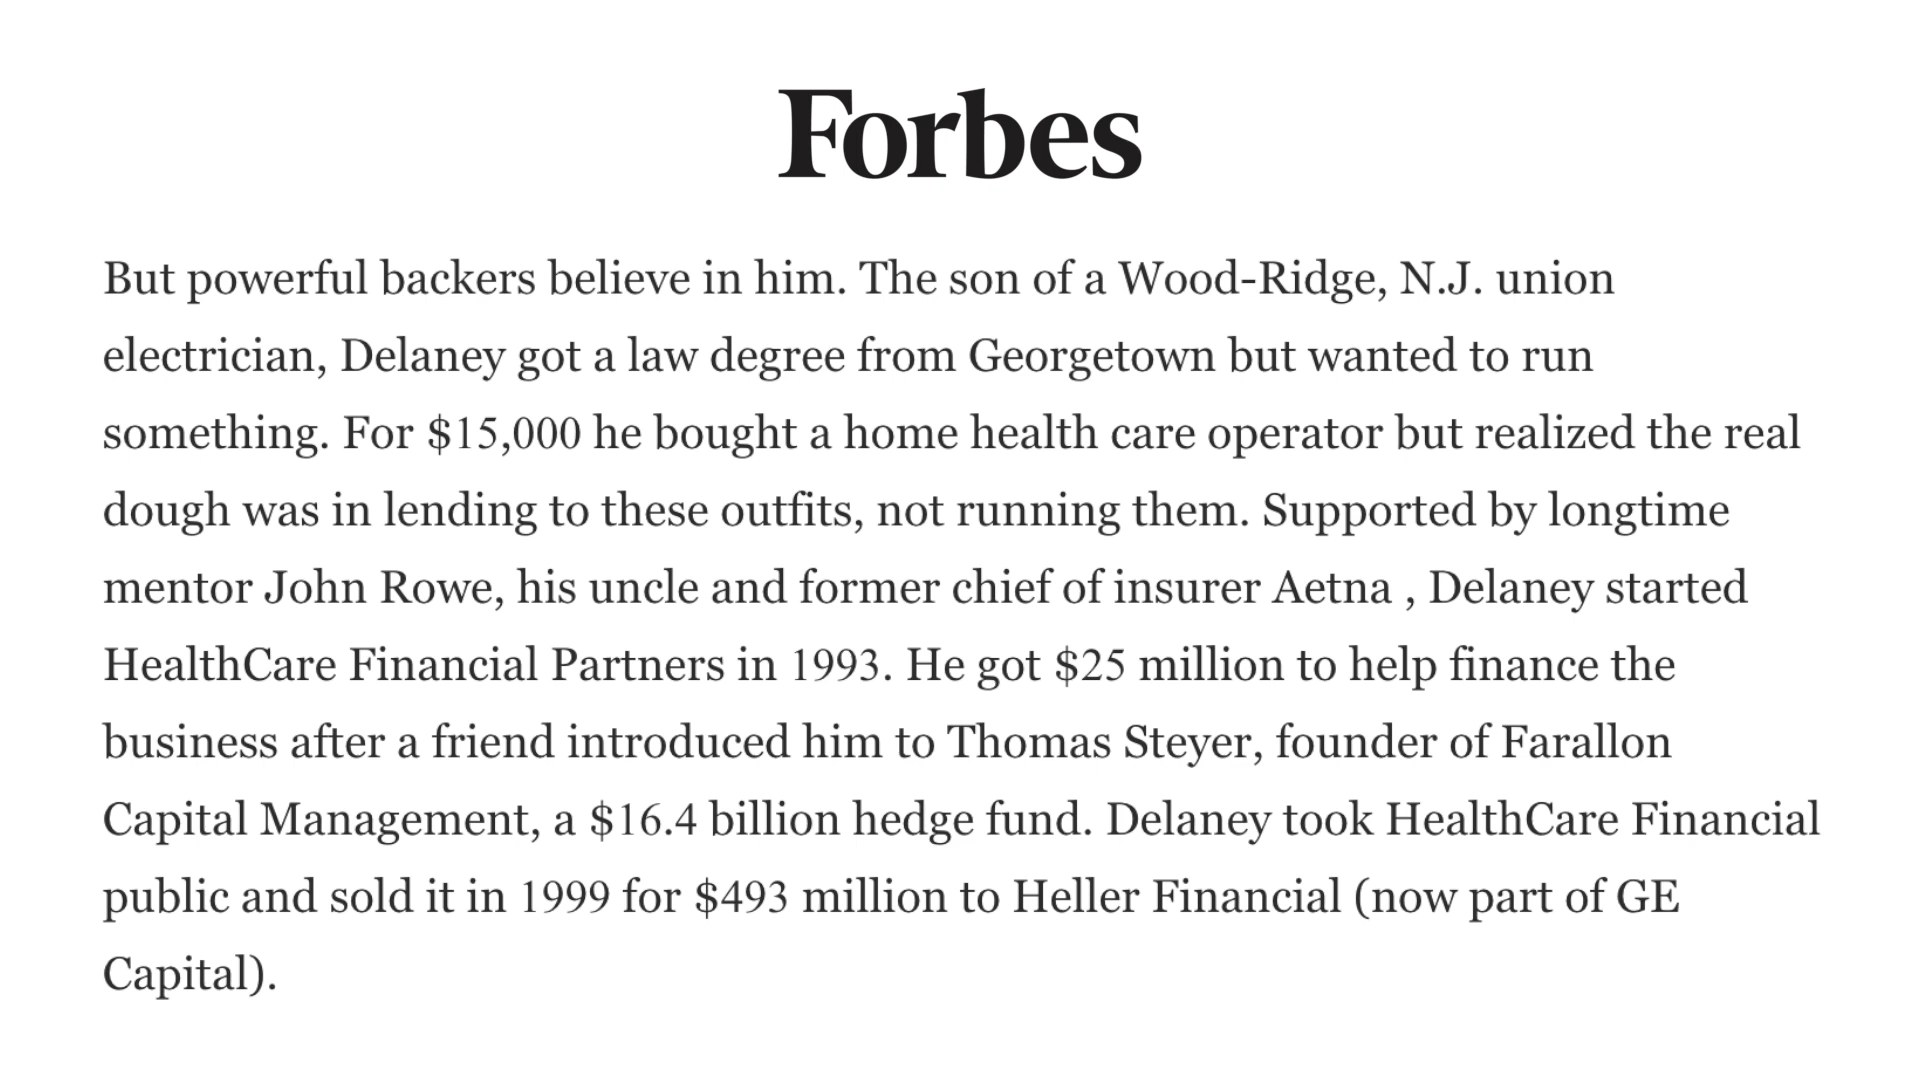 Forbes
But powerful backers believe in him. The son of a Wood-Ridge, N.J. union
electrician, Delaney got a law degree from Georgetown but wanted to run
something. For $15,000 he bought a home health care operator but realized the real
dough was in lending to these outfits, not running them. Supported by longtime
mentor John Rowe, his uncle and former chief of insurer Aetna , Delaney started
HealthCare Financial Partners in 1993. He got $25 million to help finance the
business after a friend introduced him to Thomas Steyer, founder of Farallon
Capital Management, a $16.4 billion hedge fund. Delaney took HealthCare Financial
public and sold it in 1999 for $493 million to Heller Financial (now part of GE
Capital).